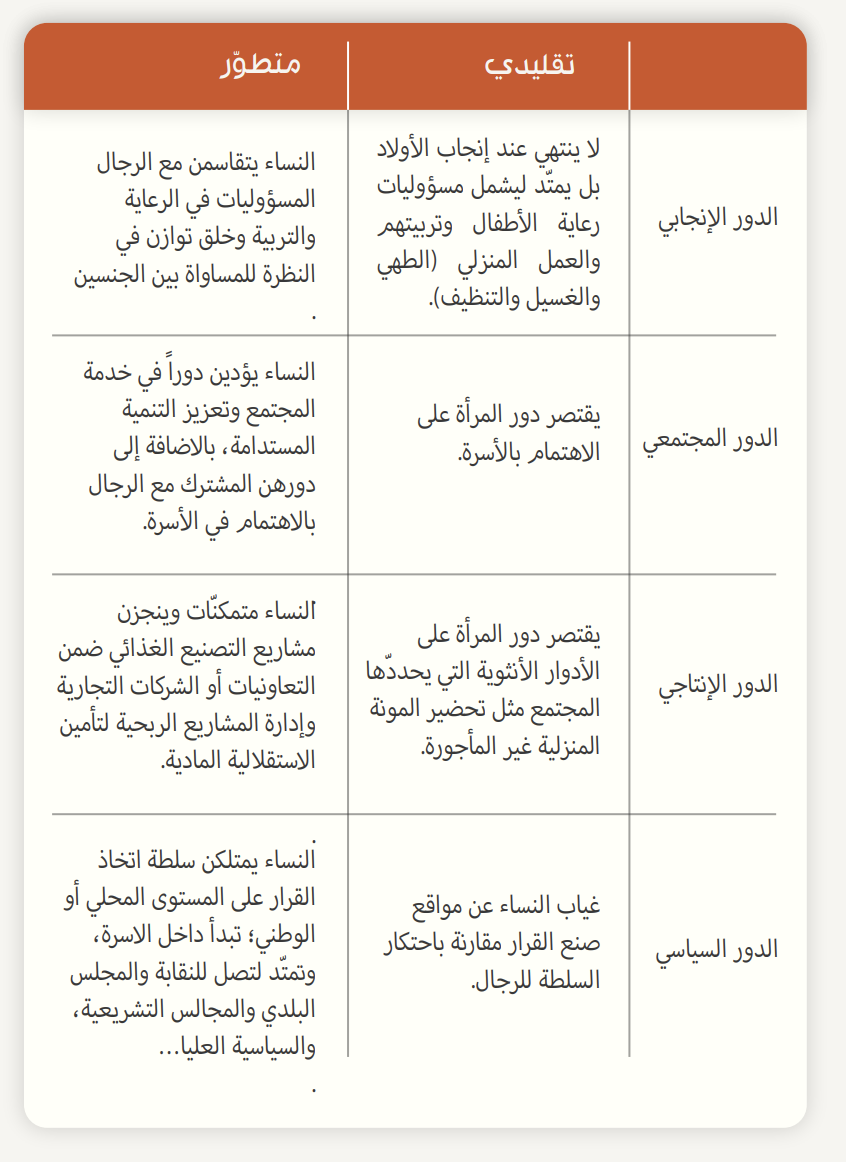 تقليدي
متطوّر
الدور الإنجابي
لا ينتهي عند إنجاب الأولاد
بل يمتّد ليشمل مسؤوليات
رعاية الأطفال وتربيتهم
والعمل المنزلي (الطهي
والغسيل والتنظيف).
النساء يتقاسمن مع الرجال
المسؤوليات في الرعاية
والتربية وخلق توازن في
النظرة للمساواة بين الجنسين
.
الدور المجتمعي
يقتصر دور المرأة على
الاهتمام بالأسرة.
النساء يؤدين دوراً في خدمة
المجتمع وتعزيز التنمية
المستدامة، بالاضافة إلى
دورهن المشترك مع الرجال
بالاهتمام في الأسرة.
الدور الإنتاجي
يقتصر دور المرأة على
الأدوار الأنثوية التي يحددّها
المجتمع مثل تحضير المونة
المنزلية غير المأجورة.
النساء متمكنّات وينجزن
مشاريع التصنيع الغذائي ضمن
التعاونيات أو الشركات التجارية
وإدارة المشاريع الربحية لتأمين
الاستقلالية المادية.
الدور السياسي
غياب النساء عن مواقع
صنع القرار مقارنة باحتكار
السلطة للرجال.
.
النساء يمتلكن سلطة اتخاذ
القرار على المستوى المحلي أو
الوطني؛ تبدأ داخل الاسرة،
وتمتّد لتصل للنقابة والمجلس
البلدي والمجالس التشريعية،
والسياسية العليا...
.